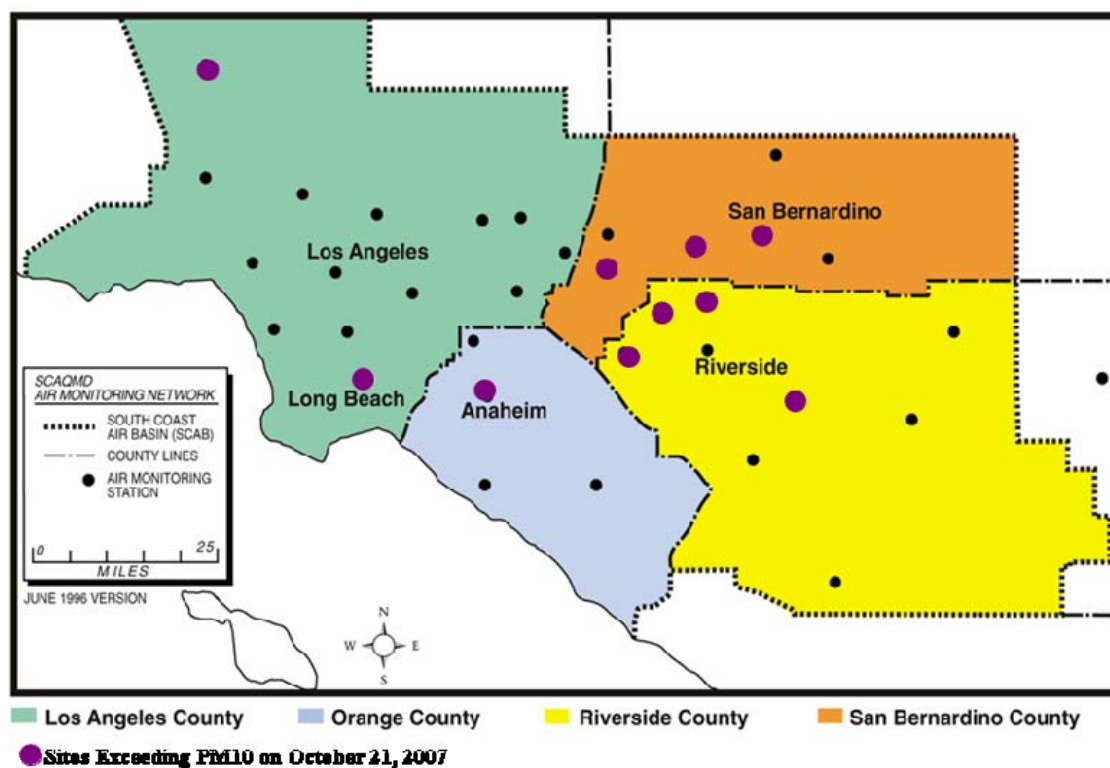 San Bernardino
Los Angeles
Riverside
Long Beach
Anaheim
SCAQMD
AIR MONITORING NETWORK
SOUTH COAST
AIR BASIN (SCAB)
COUNTY LINES
AIR MONITORING
STATION
0 25
MILES
JUNE 1996 VERSION
N
W E
S
Los Angeles County Orange County Riverside County San Bernardino County
Sites Exceeding PM10 on October 21, 2007